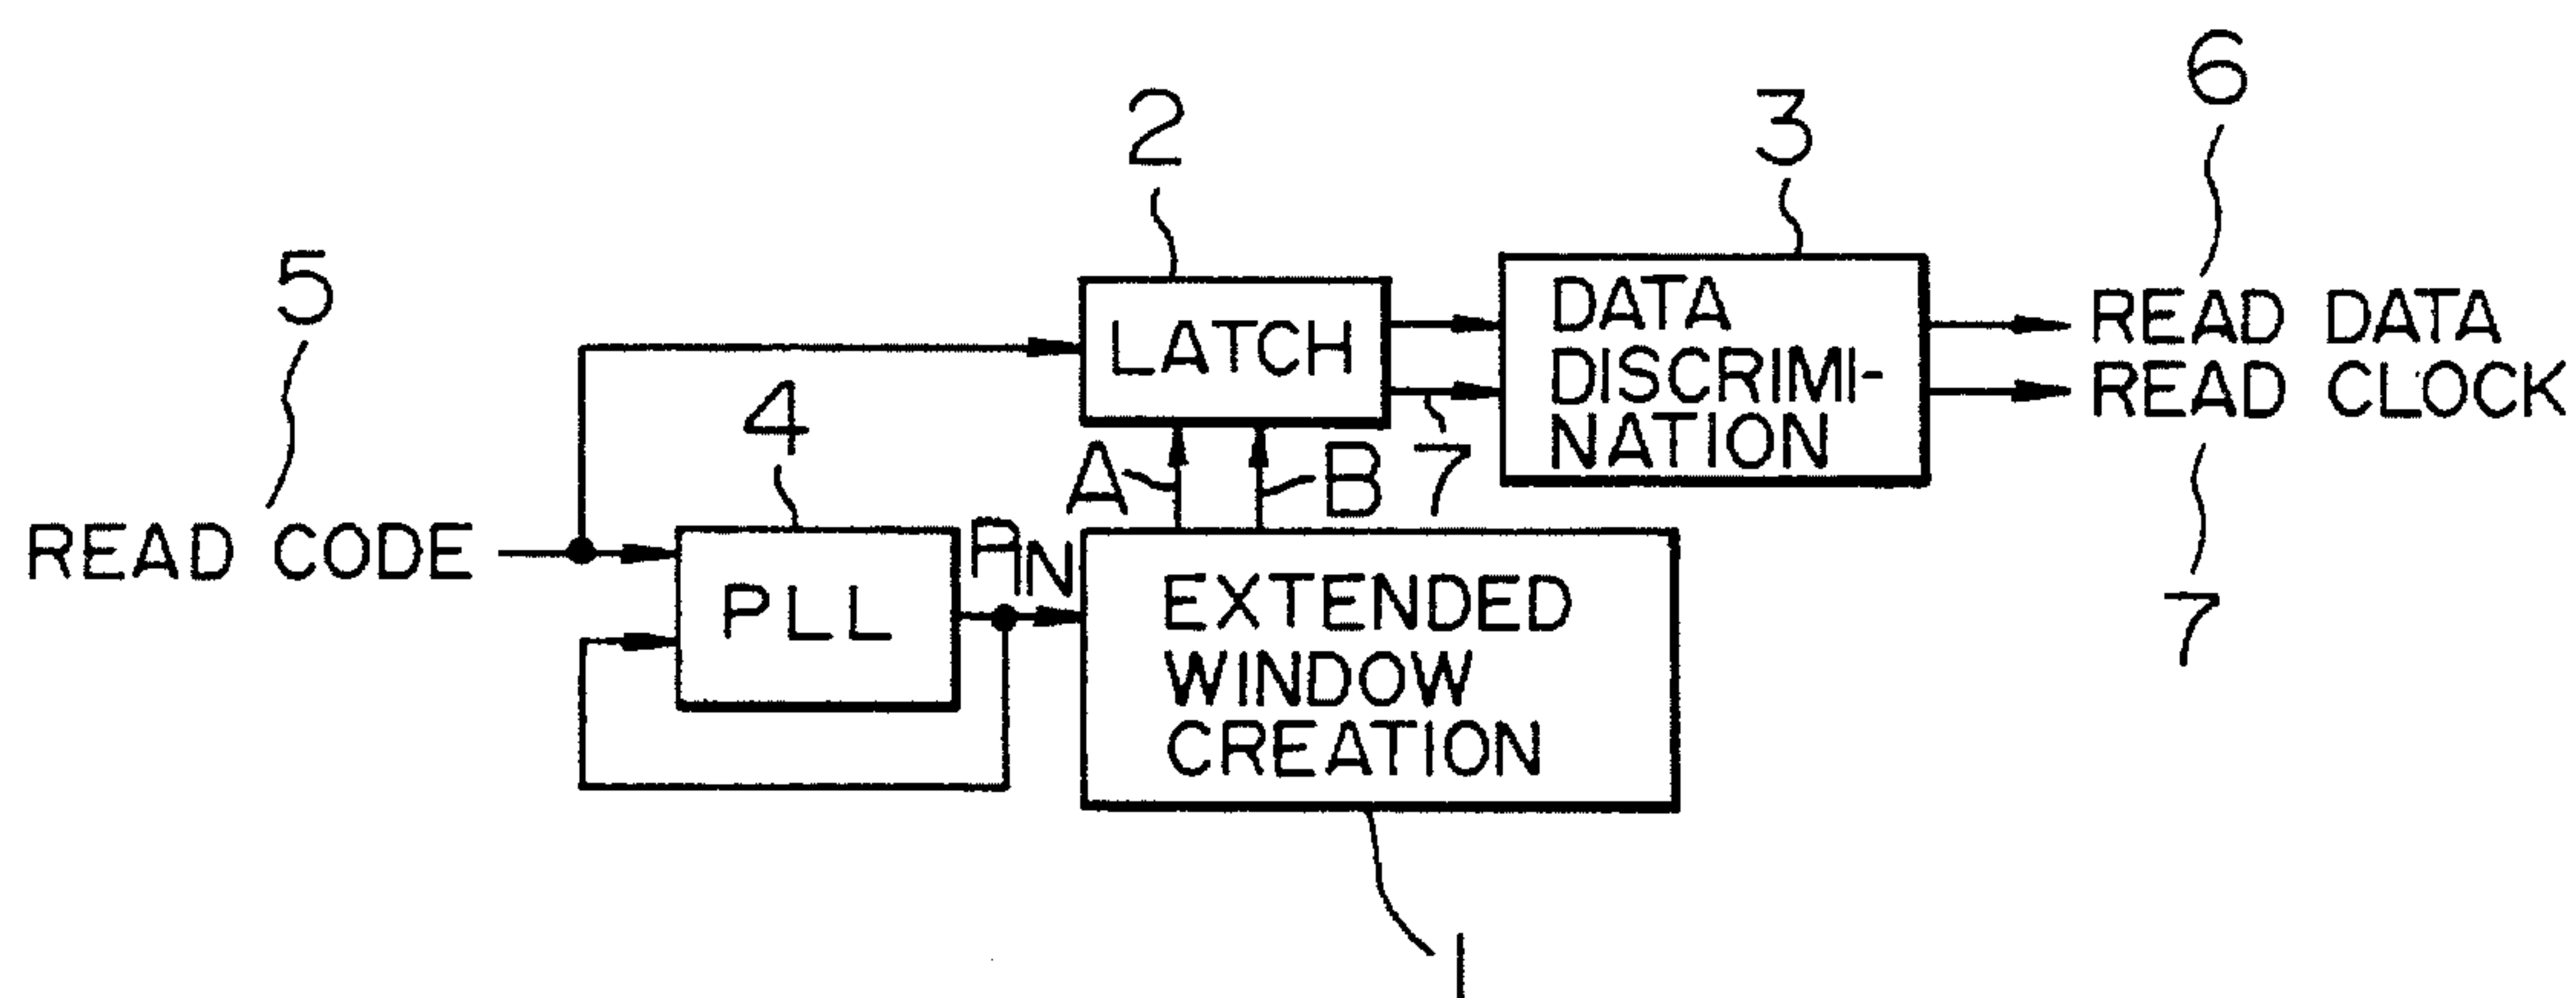 6
2
3
5
READ CODE
4
PLL
LATCH
A
B
7
DATA
DISCRIMI-
NATION
READ DATA
READ CLOCK
7
EXTENDED
WINDOW
CREATION
1